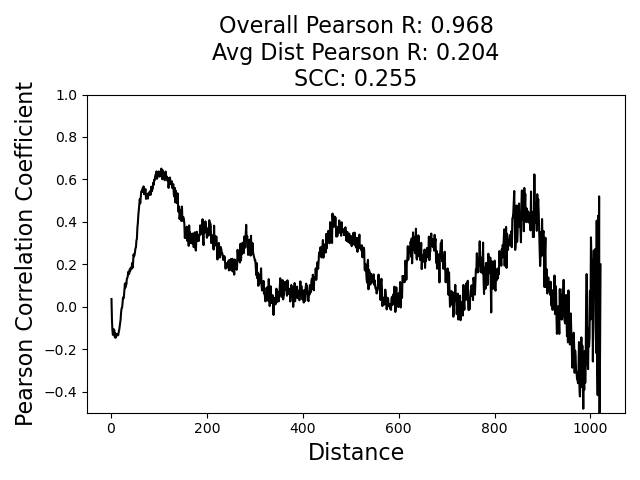 Overall Pearson R: 0.968
Avg Dist Pearson R: 0.204
SCC: 0.255
Pearson Correlation Coefficient
1.0
0.8
0.6
0.4
0.2
0.0
−0.2
−0.4
0 200 400 600 800 1000
Distance